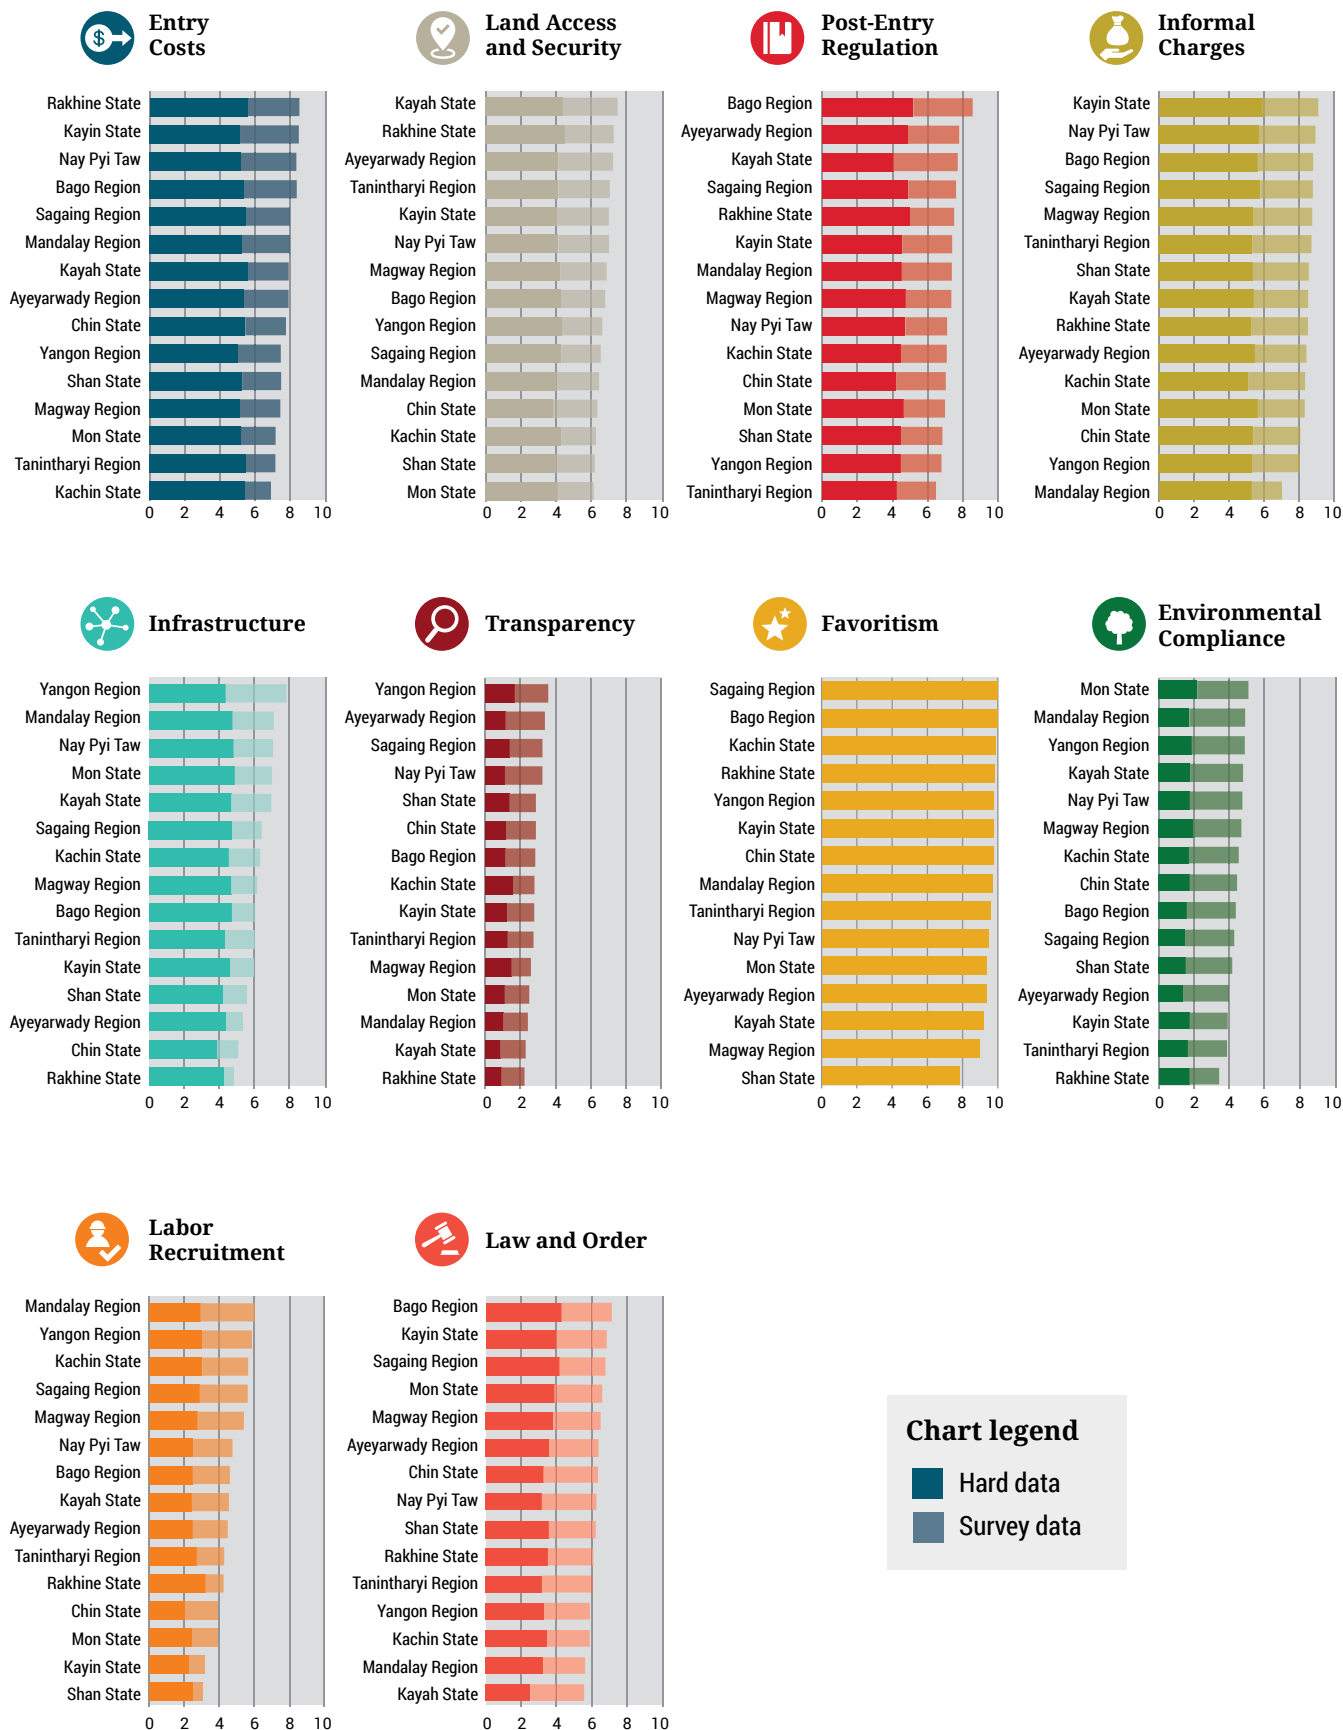 Entry
Costs
Rakhine State
Kayin State
Nay Pyi Taw
Bago Region
Sagaing Region
Mandalay Region
Kayah State
Ayeyarwady Region
Chin State
Yangon Region
Shan State
Magway Region
Mon State
Tanintharyi Region
Kachin State
0 2 4 6 8 10
Land Access
and Security
Kayah State
Rakhine State
Ayeyarwady Region
Tanintharyi Region
Kayin State
Nay Pyi Taw
Magway Region
Bago Region
Yangon Region
Sagaing Region
Mandalay Region
Chin State
Kachin State
Shan State
Mon State
0 2 4 6 8 10
Post-Entry
Regulation
Bago Region
Ayeyarwady Region
Kayah State
Sagaing Region
Rakhine State
Kayin State
Mandalay Region
Magway Region
Nay Pyi Taw
Kachin State
Chin State
Mon State
Shan State
Yangon Region
Tanintharyi Region
0 2 4 6 8 10
Informal
Charges
Kayin State
Nay Pyi Taw
Bago Region
Sagaing Region
Magway Region
Tanintharyi Region
Shan State
Kayah State
Rakhine State
Ayeyarwady Region
Kachin State
Mon State
Chin State
Yangon Region
Mandalay Region
0 2 4 6 8 10
Infrastructure
Yangon Region
Mandalay Region
Nay Pyi Taw
Mon State
Kayah State
Sagaing Region
Kachin State
Magway Region
Bago Region
Tanintharyi Region
Kayin State
Shan State
Ayeyarwady Region
Chin State
Rakhine State
0 2 4 6 8 10
Transparency
Yangon Region
Ayeyarwady Region
Sagaing Region
Nay Pyi Taw
Shan State
Chin State
Bago Region
Kachin State
Kayin State
Tanintharyi Region
Magway Region
Mon State
Mandalay Region
Kayah State
Rakhine State
0 2 4 6 8 10
Favoritism
Sagaing Region
Bago Region
Kachin State
Rakhine State
Yangon Region
Kayin State
Chin State
Mandalay Region
Tanintharyi Region
Nay Pyi Taw
Mon State
Ayeyarwady Region
Kayah State
Magway Region
Shan State
0 2 4 6 8 10
Environmental
Compliance
Mon State
Mandalay Region
Yangon Region
Kayah State
Nay Pyi Taw
Magway Region
Kachin State
Chin State
Bago Region
Sagaing Region
Shan State
Ayeyarwady Region
Kayin State
Tanintharyi Region
Rakhine State
0 2 4 6 8 10
Labor
Recruitment
Mandalay Region
Yangon Region
Kachin State
Sagaing Region
Magway Region
Nay Pyi Taw
Bago Region
Kayah State
Ayeyarwady Region
Tanintharyi Region
Rakhine State
Chin State
Mon State
Kayin State
Shan State
0 2 4 6 8 10
Law and Order
Bago Region
Kayin State
Sagaing Region
Mon State
Magway Region
Ayeyarwady Region
Chin State
Nay Pyi Taw
Shan State
Rakhine State
Tanintharyi Region
Yangon Region
Kachin State
Mandalay Region
Kayah State
0 2 4 6 8 10
Chart legend
Hard data
Survey data